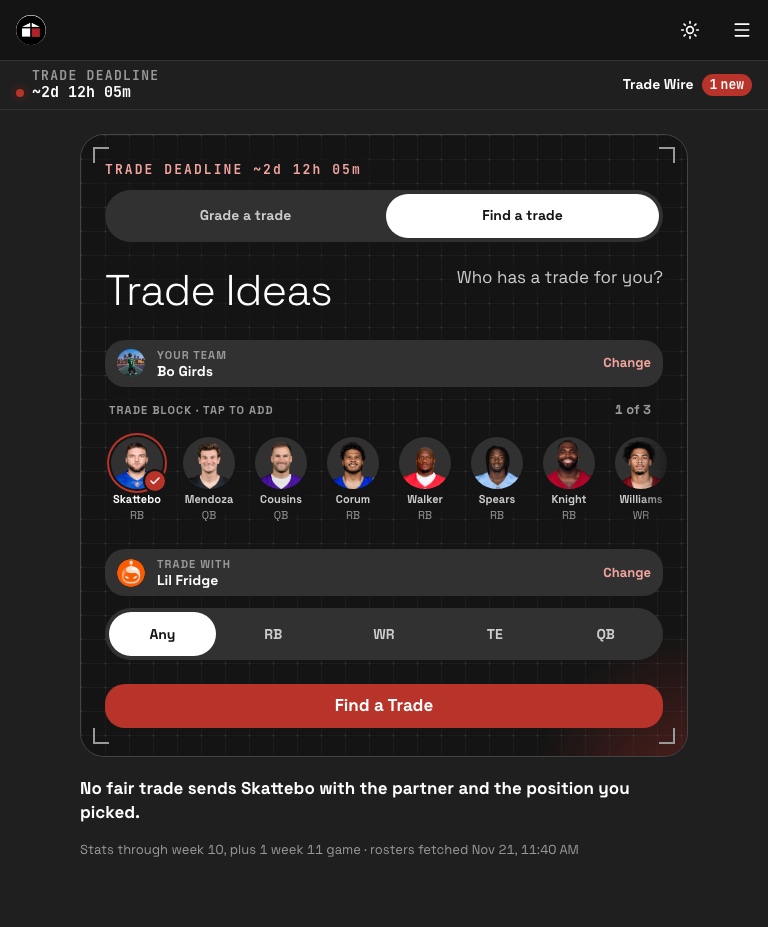 TRADE DEADLINE
~2d 12h 05m
Trade Wire
1 new
TRADE DEADLINE ~2d 12h 05m
Grade a trade
Find a trade
Trade Ideas
Who has a trade for you?
YOUR TEAM
Bo Girds
Change
TRADE BLOCK · TAP TO ADD
1 of 3
Skattebo
RB
Mendoza
QB
Cousins
QB
Corum
RB
Walker
RB
Spears
RB
Knight
RB
Williams
WR
TRADE WITH
Lil Fridge
Change
Any
RB
WR
TE
QB
Find a Trade
No fair trade sends Skattebo with the partner and the position you
picked.
Stats through week 10, plus 1 week 11 game · rosters fetched Nov 21, 11:40 AM